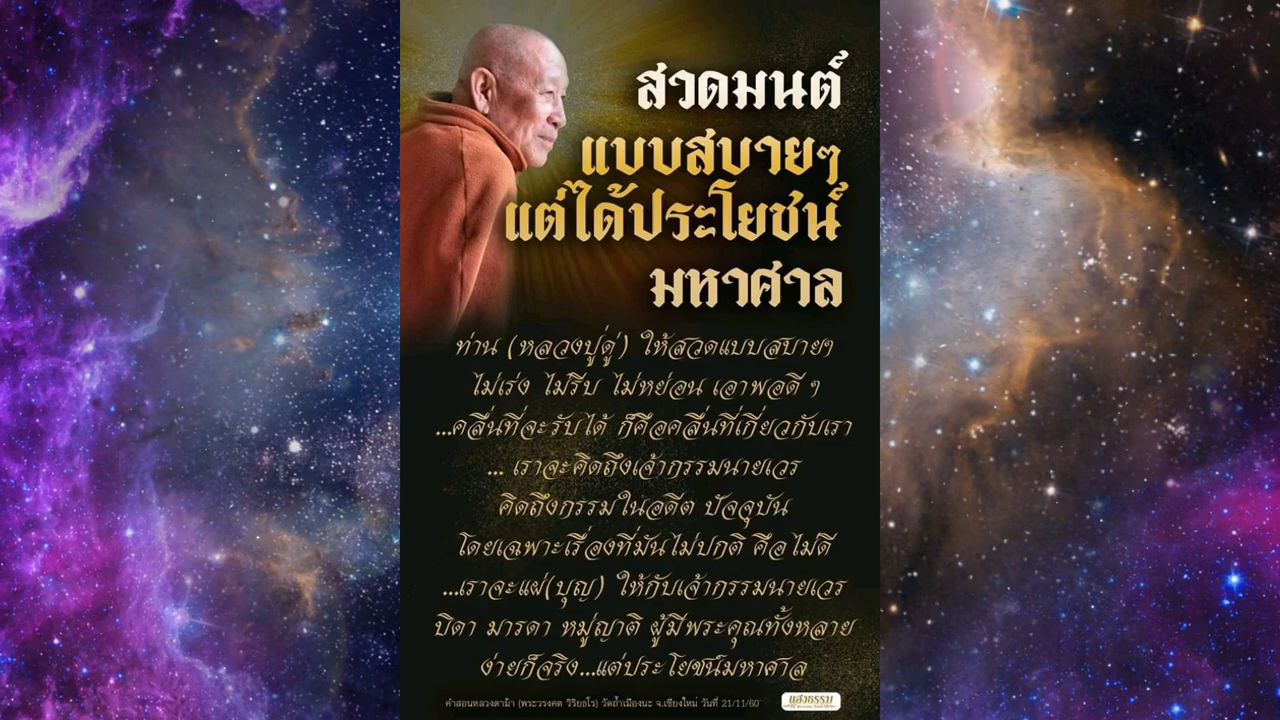 สวดมนต์
แบบสบายๆ
แต่ได้ประโยชน์
มหาศาล
ท่าน (หลวงปู่ดู่) ให้สวดแบบสบายๆ
ไม่เร่ง ไม่รีบ ไม่หย่อน เอาพอดี ๆ
...คลื่นที่จะรับได้ ก็คือคลื่นที่เกี่ยวกับเรา
... เราจะคิดถึงเจ้ากรรมนายเวร
คิดถึงกรรมในอดีต ปัจจุบัน
โดยเฉพาะเรื่องที่มันไม่ปกติ คือไม่ดี
...เราจะแผ่(บุญ) ให้กับเจ้ากรรมนายเวร
บิดา มารดา หมู่ญาติ ผู้มีพระคุณทั้งหลาย
ง่ายก็จริง...แต่ประโยชน์มหาศาล
คำสอนหลวงตาม้า (พระวรงคต วิริยธโร) วัดถ้ำเมืองนะ จ.เชียงใหม่ วันที่ 21/11/60
แสงธรรม